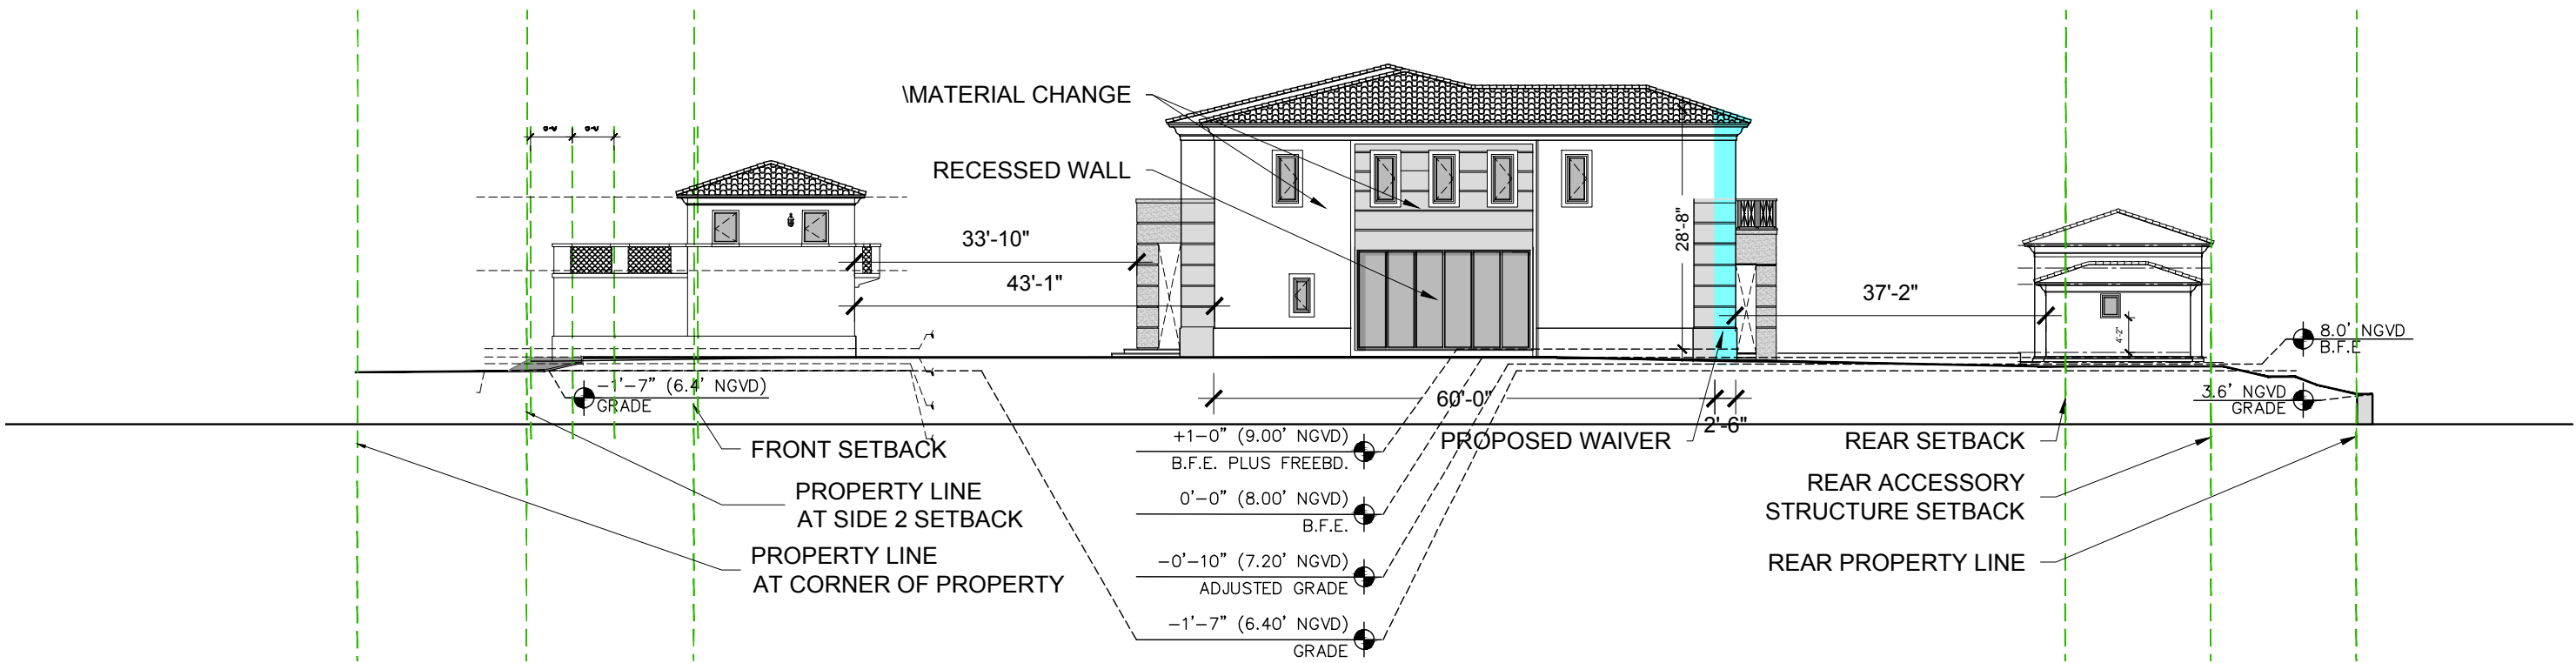 \MATERIAL CHANGE
RECESSED WALL
33'-10"
43'-1"
28'-8"
37'-2"
4'-2"
8.0' NGVD
B.F.E
-1'-7" (6.4' NGVD)
GRADE
3.6' NGVD
GRADE
60'-0"
2'-6"
FRONT SETBACK
PROPERTY LINE
AT SIDE 2 SETBACK
PROPERTY LINE
AT CORNER OF PROPERTY
+1-0" (9.00' NGVD)
B.F.E. PLUS FREEBD.
0'-0" (8.00' NGVD)
B.F.E.
-0'-10" (7.20' NGVD)
ADJUSTED GRADE
-1'-7" (6.40' NGVD)
GRADE
PROPOSED WAIVER
REAR SETBACK
REAR ACCESSORY
STRUCTURE SETBACK
REAR PROPERTY LINE